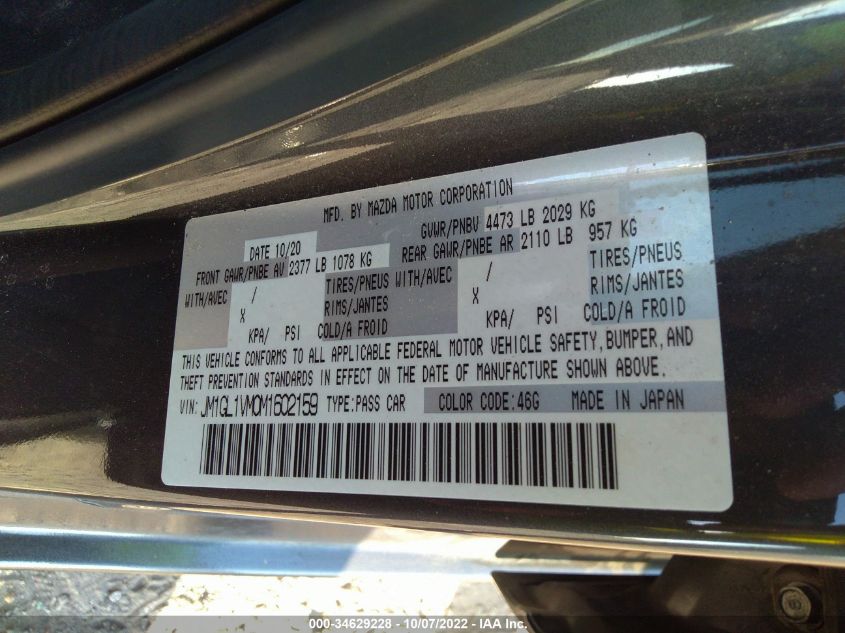 MFD. BY MAZDA MOTOR CORPORATION
DATE 10/20 GVWR/PNBV 4473 LB 2029 KG
FRONT GAWR/PNBE AV 2377 LB 1078 KG REAR GAWR/PNBE AR 2110 LB 957 KG
WITH/AVEC / TIRES/PNEUS WITH/AVEC / TIRES/PNEUS
X RIMS/JANTES X RIMS/JANTES
KPA/ PSI COLD/A FROID KPA/ PSI COLD/A FROID
THIS VEHICLE CONFORMS TO ALL APPLICABLE FEDERAL MOTOR VEHICLE SAFETY, BUMPER, AND
THEFT PREVENTION STANDARDS IN EFFECT ON THE DATE OF MANUFACTURE SHOWN ABOVE.
VIN: JM1GL1VM0M1602159 TYPE:PASS CAR COLOR CODE:46G MADE IN JAPAN
000-34629228 - 10/07/2022 - IAA Inc.